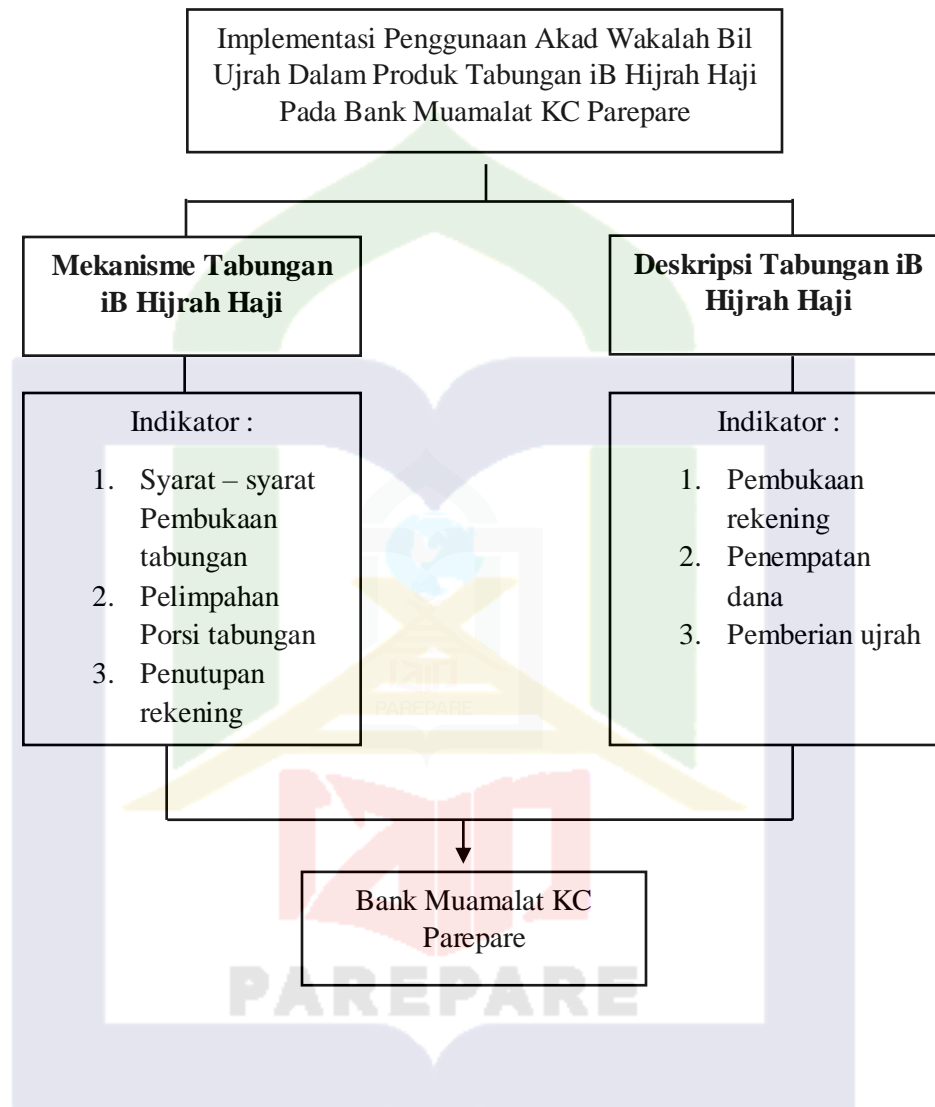 Implementasi Penggunaan Akad Wakalah Bil
Ujrah Dalam Produk Tabungan iB Hijrah Haji
Pada Bank Muamalat KC Parepare
Mekanisme Tabungan
iB Hijrah Haji
Deskripsi Tabungan iB
Hijrah Haji
Indikator :
1. Syarat – syarat
Pembukaan
tabungan
2. Pelimpahan
Porsi tabungan
3. Penutupan
rekening
Indikator :
1. Pembukaan
rekening
2. Penempatan
dana
3. Pemberian ujrah
PAREPARE
Bank Muamalat KC
Parepare
PAREPARE